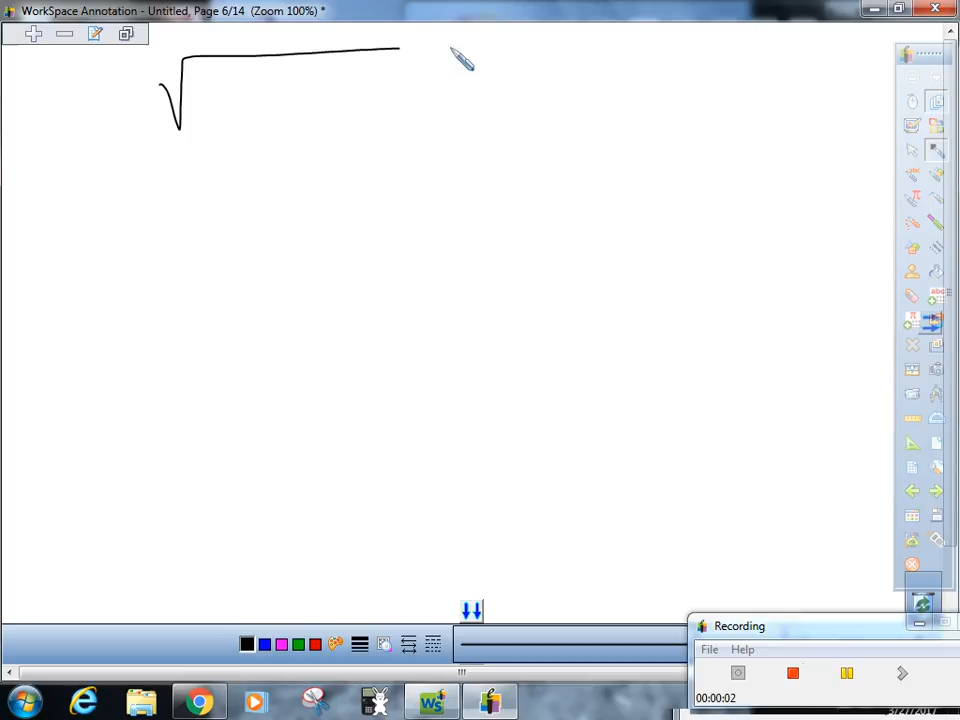 WorkSpace Annotation - Untitled, Page 6/14 (Zoom 100%) *
√
Recording
File Help
00:00:02